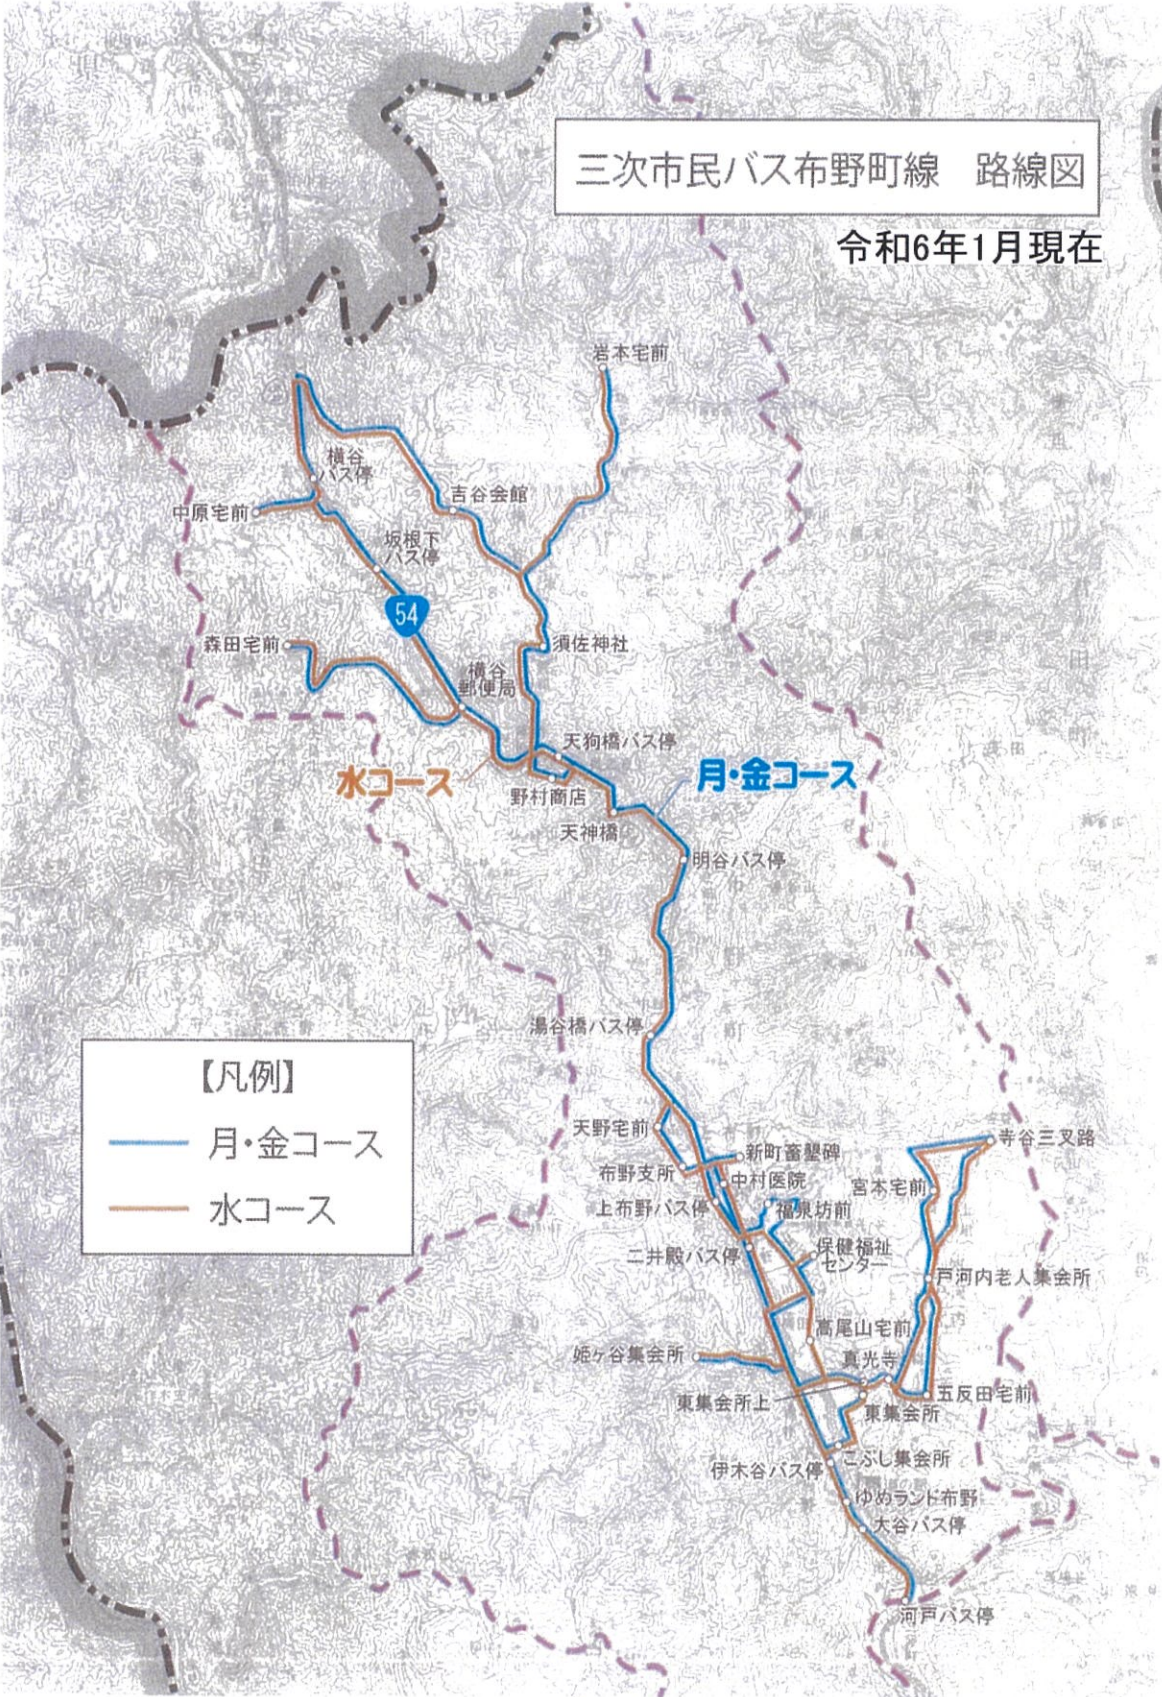 三次市民バス布野町線　路線図
令和6年1月現在
岩本宅前
横谷
バス停
吉谷会館
中原宅前
坂根下
バス停
54
森田宅前
須佐神社
横谷
郵便局
天狗橋バス停
水コース
月・金コース
野村商店
天神橋
明谷バス停
湯谷橋バス停
【凡例】
月・金コース
水コース
天野宅前
寺谷三叉路
新町畜墾碑
布野支所
中村医院
宮本宅前
上布野バス停
福泉坊前
二井殿バス停
保健福祉
センター
戸河内老人集会所
高尾山宅前
姫ヶ谷集会所
真光寺
五反田宅前
東集会所上
東集会所
こぶし集会所
伊木谷バス停
ゆめランド布野
大谷バス停
河戸バス停